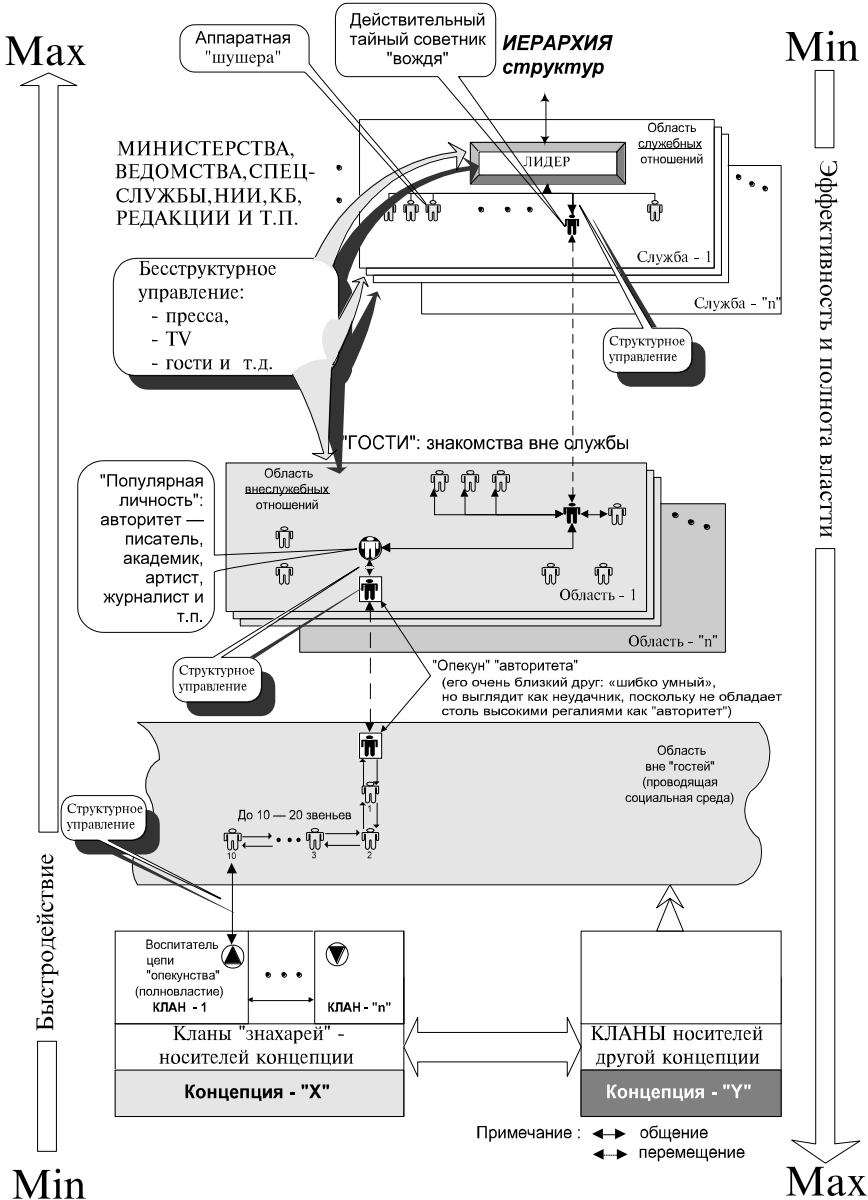 Max
Аппаратная
"шушера"
Действительный
тайный советник
"вождя"
ИЕРАРХИЯ
структур
Min
МИНИСТЕРСТВА,
ВЕДОМСТВА,СПЕЦ-
СЛУЖБЫ,НИИ,КБ,
РЕДАКЦИИ И Т.П.
Область
служебных
отношений
ЛИДЕР
Служба - 1
Служба - "n"
Бесструктурное
управление:
- пресса,
- TV
- гости и т.д.
Структурное
управление
Эффективность и полнота властти
"ГОСТИ": знакомства вне службы
"Популярная
личность":
авторитет —
писатель,
академик,
артист,
журналист и
т.п.
Область
внеслужебных
отношений
Область - 1
Область - "n"
Структурное
управление
"Опекун" "авторитета"
(его очень близкий друг: «шибко умный»,
но выглядит как неудачник, поскольку не обладает
столь высокими регалиями как "авторитет")
Область
вне "гостей"
(проводящая
социальная среда)
1
До 10 — 20 звеньев
10
3
2
Структурное
управление
Быстродействие
Воспитатель
цепи
"опекунства"
(полновластие)
КЛАН - 1
КЛАН - "n"
Кланы "знахарей" -
носителей концепции
Концепция - "X"
КЛАНЫ носителей
другой концепции
Концепция - "Y"
Примечание : общение
перемещение
Min
Max